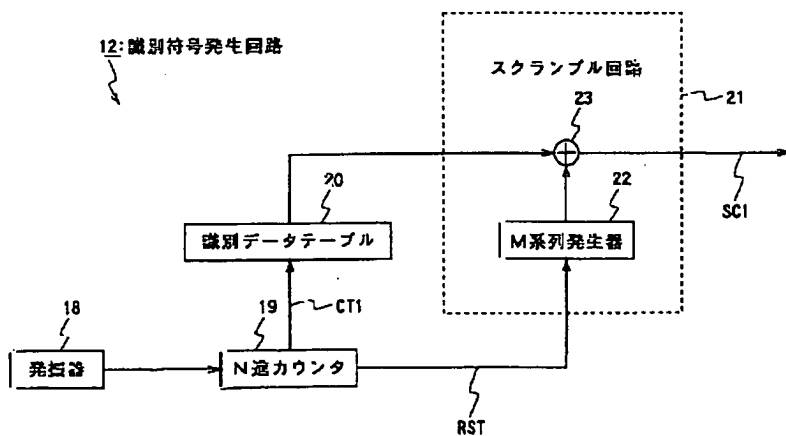 12:識別符号発生回路
スクランブル回路
23
21
20
22
SC1
識別データテーブル
M系列発生器
18
19
CT1
発振器
N進カウンタ
RST